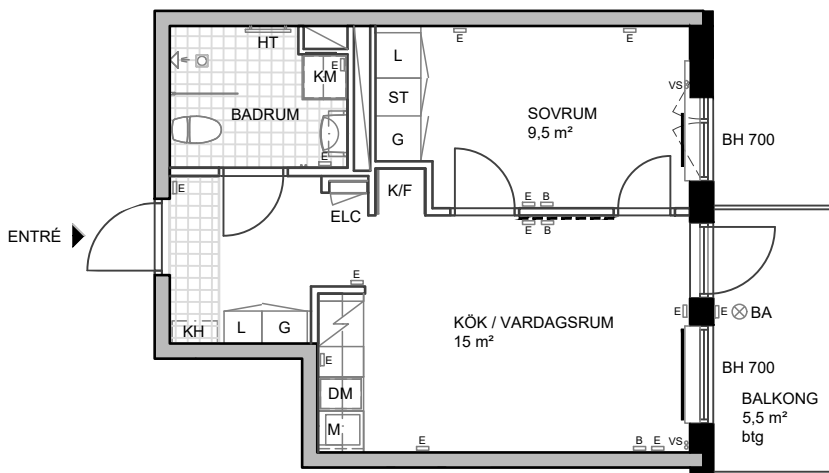 HT
E
E
L
E
KM
VS
ST
SOVRUM
9,5 m²
BADRUM
BH 700
G
E
E
K/F
E
B
ELC
E
B
ENTRÉ
E
E
E
BA
KÖK / VARDAGSRUM
15 m²
KH
L
G
E
BH 700
DM
BALKONG
5,5 m²
btg
M
E
B
E
VS